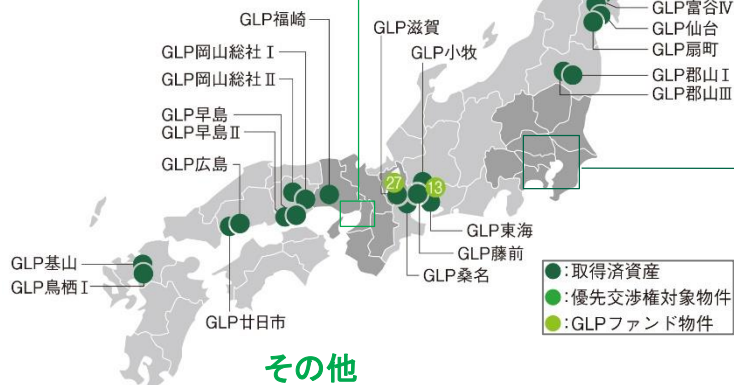 GLP富谷Ⅳ
GLP仙台
GLP扇町
GLP福崎
GLP滋賀
GLP小牧
GLP岡山総社Ⅰ
GLP岡山総社Ⅱ
GLP郡山Ⅰ
GLP郡山Ⅲ
GLP早島
GLP早島Ⅱ
GLP広島
27
13
GLP東海
GLP藤前
GLP桑名
GLP基山
GLP鳥栖Ⅰ
GLP廿日市
：取得済資産
：優先交渉権対象物件
：GLPファンド物件
その他